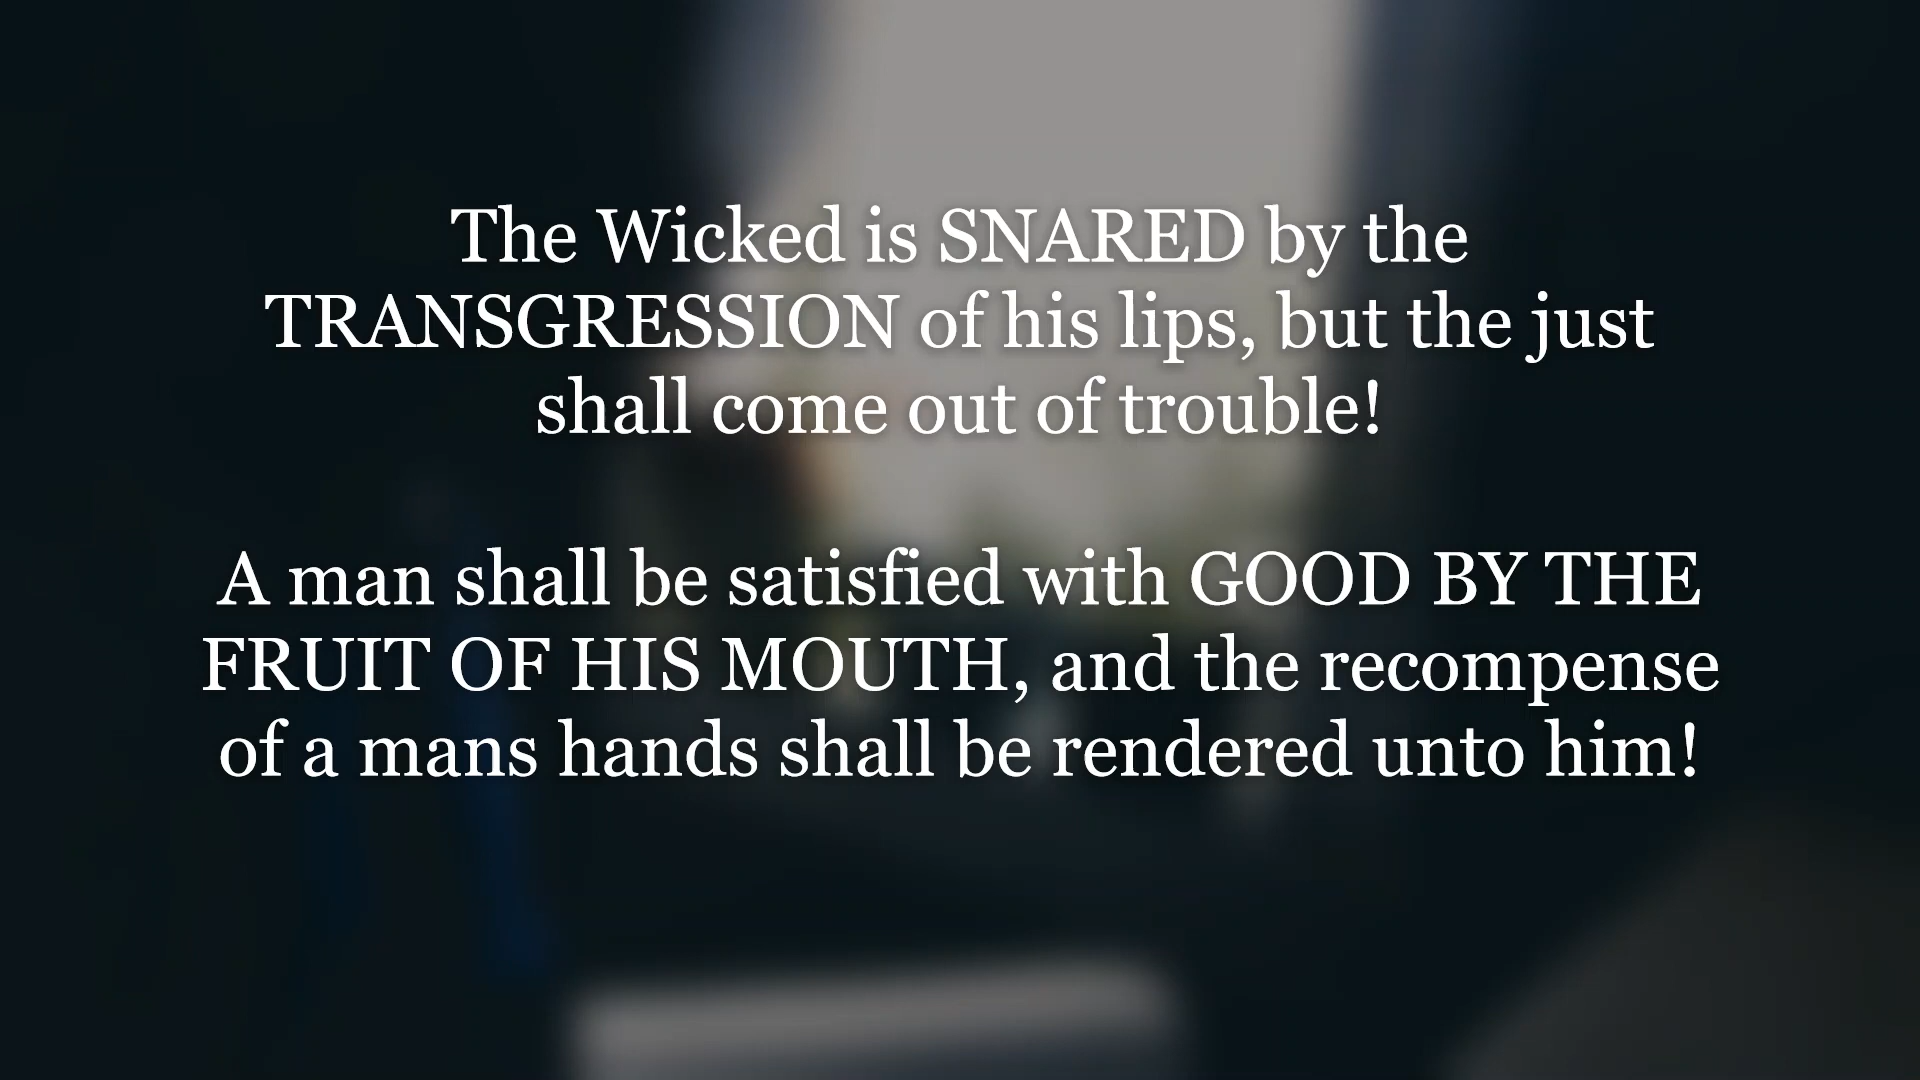 The Wicked is SNARED by the
TRANSGRESSION of his lips, but the just
shall come out of trouble!
A man shall be satisfied with GOOD BY THE
FRUIT OF HIS MOUTH, and the recompense
of a mans hands shall be rendered unto him!